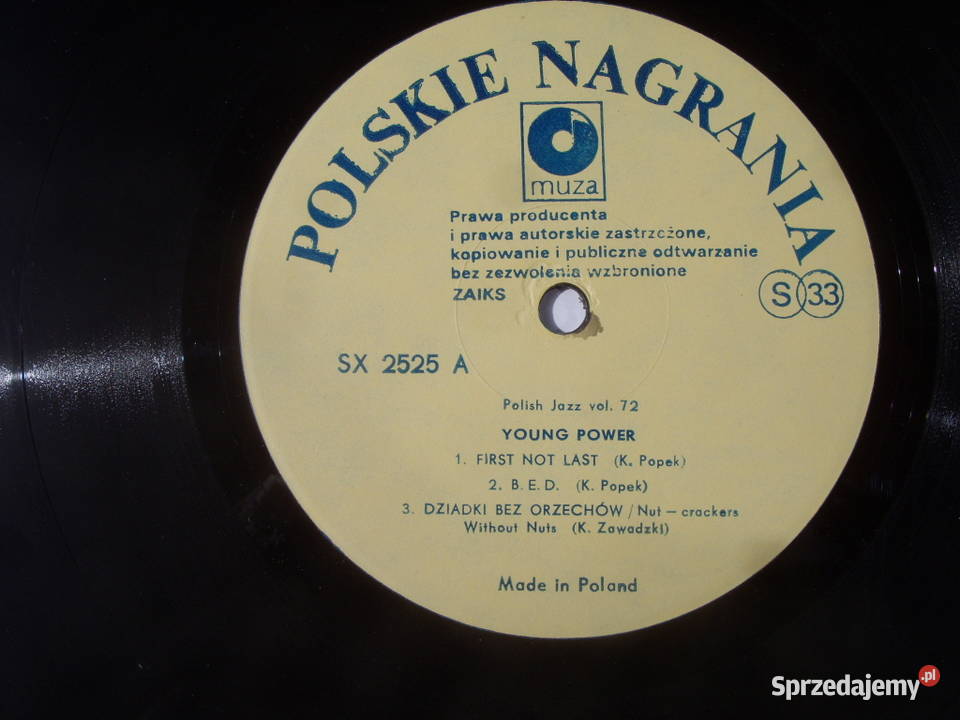 POLSKIE NAGRANIA
muza
Prawa producenta
i prawa autorskie zastrzeżone,
kopiowanie i publiczne odtwarzanie
bez zezwolenia wzbronione
ZAIKS
S 33
SX 2525 A
Polish Jazz vol. 72
YOUNG POWER
1. FIRST NOT LAST (K. Popek)
2. B.E.D. (K. Popek)
3. DZIADKI BEZ ORZECHÓW / Nut – crackers
Without Nuts (K. Zawadzki)
Made in Poland
Sprzedajemy.pl